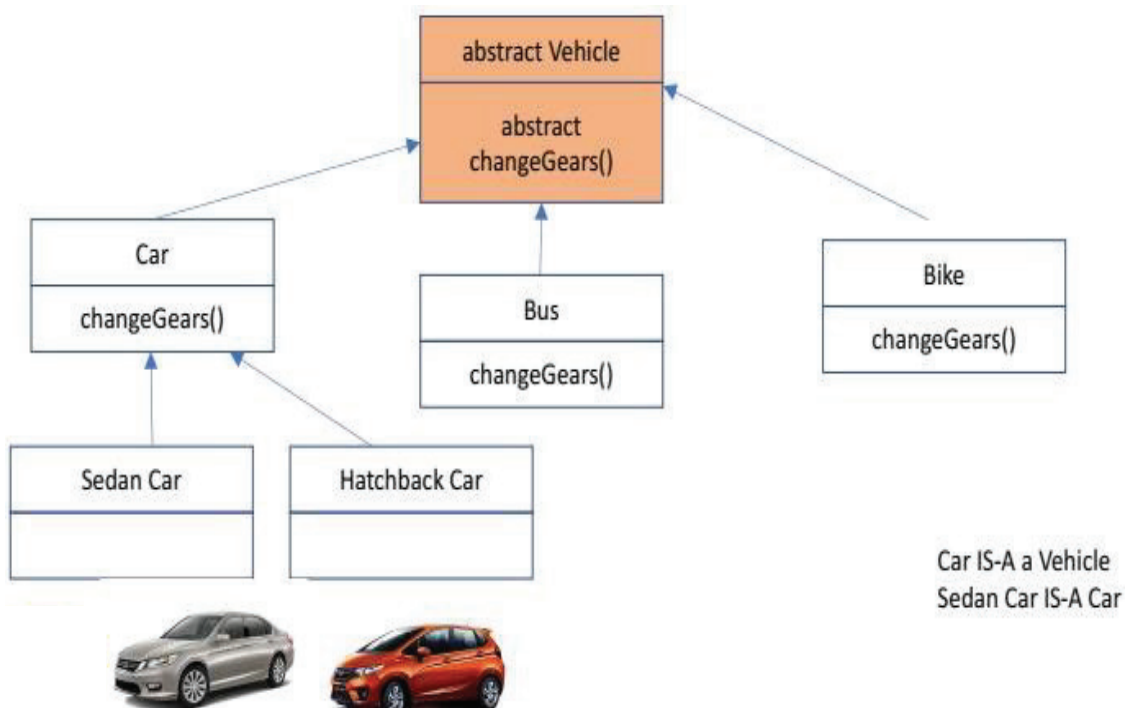 abstract Vehicle
abstract
changeGears()
Car
changeGears()
Bus
changeGears()
Bike
changeGears()
Sedan Car
Hatchback Car
Car IS-A a Vehicle
Sedan Car IS-A Car